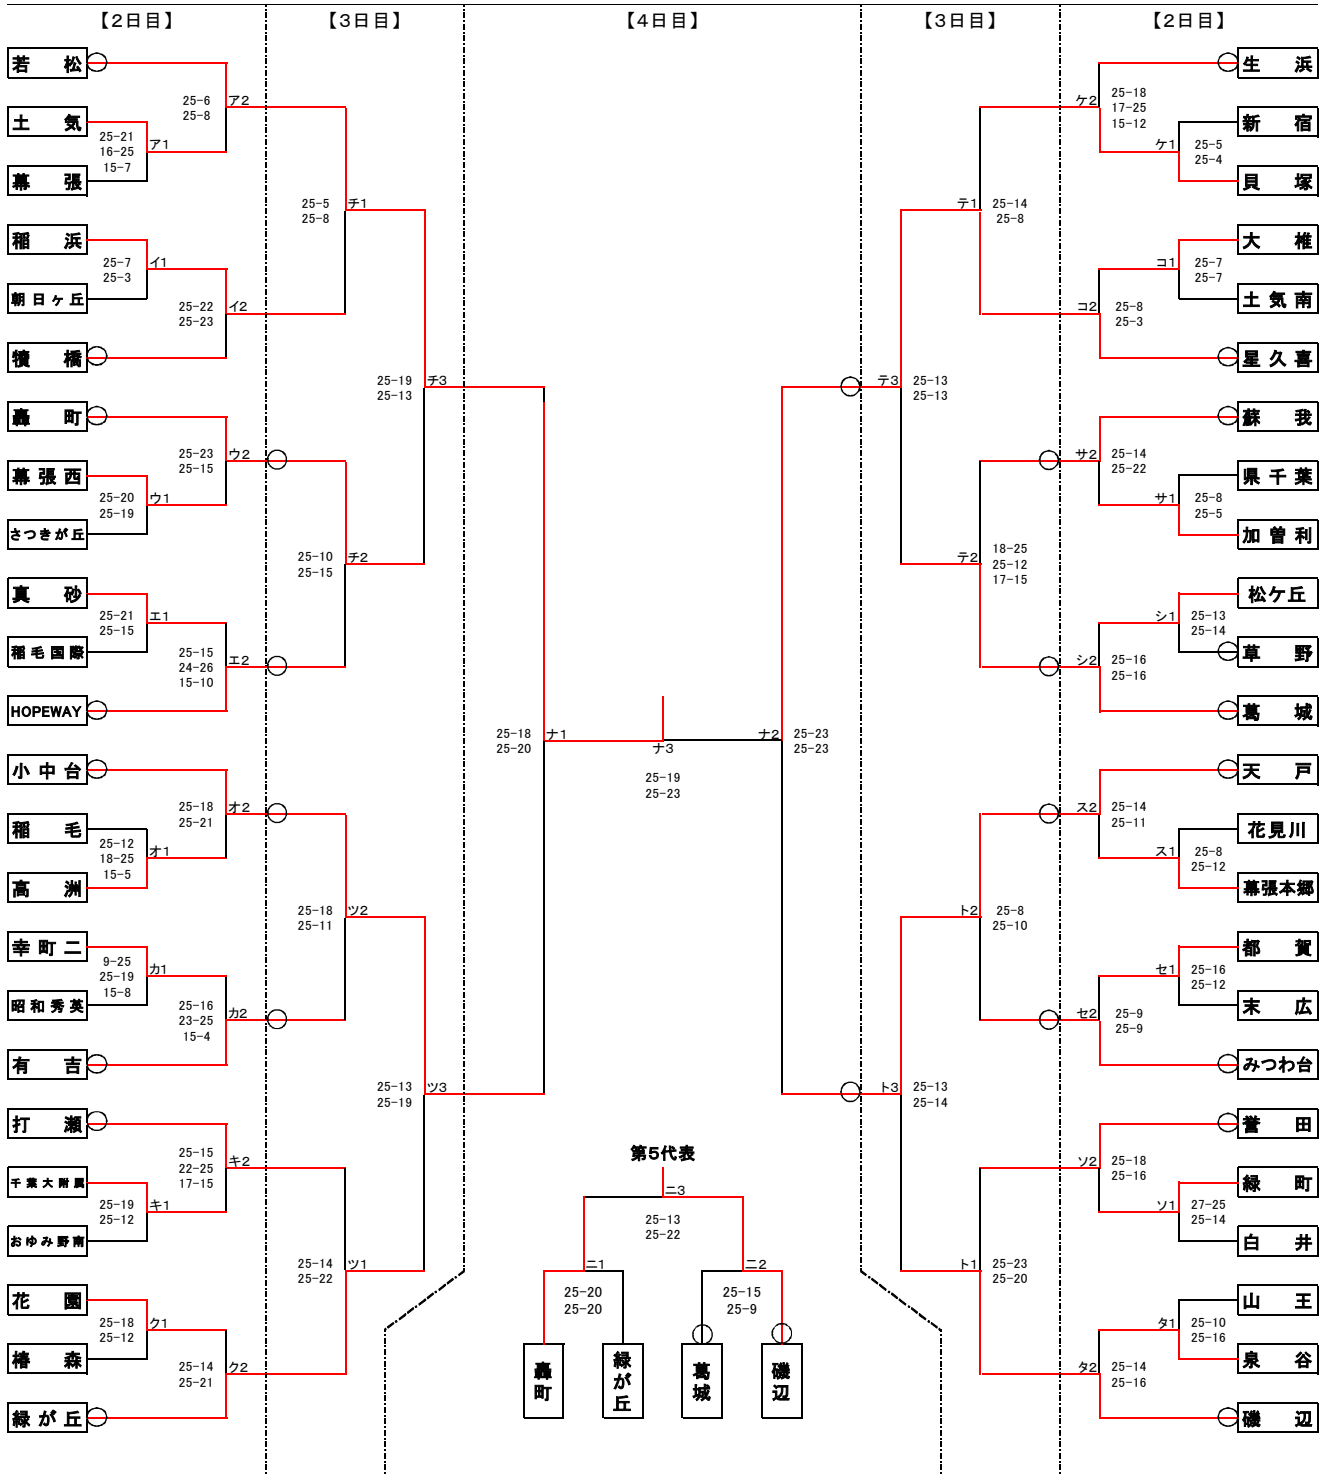 【2日目】
【3日目】
【4日目】
【3日目】
【2日目】
若松
25-6
25-8
ア2
土気
25-21
16-25
15-7
ア1
幕張
25-5
25-8
チ1
稲浜
25-7
25-3
イ1
朝日ヶ丘
25-22
25-23
イ2
犢橋
25-19
25-13
チ3
轟町
25-23
25-15
ウ2
幕張西
25-20
25-19
ウ1
さつきが丘
25-10
25-15
チ2
真砂
25-21
25-15
エ1
稲毛国際
25-15
24-26
15-10
エ2
HOPEWAY
25-18
25-20
ナ1
小中台
25-18
25-21
オ2
稲毛
25-12
18-25
15-5
オ1
高洲
25-18
25-11
ツ2
幸町二
9-25
25-19
15-8
カ1
昭和秀英
25-16
23-25
15-4
カ2
有吉
25-13
25-19
ツ3
打瀬
25-15
22-25
17-15
キ2
千葉大附属
25-19
25-12
キ1
おゆみ野南
25-14
25-22
ツ1
花園
25-18
25-12
ク1
椿森
25-14
25-21
ク2
緑が丘
ナ3
25-19
25-23
ナ2
25-23
25-23
第5代表
ニ3
25-13
25-22
ニ1
25-20
25-20
ニ2
25-15
25-9
轟町
緑が丘
葛城
磯辺
生浜
ケ2
25-18
17-25
15-12
新宿
ケ1
25-5
25-4
貝塚
テ1
25-14
25-8
大椎
コ1
25-7
25-7
土気南
コ2
25-8
25-3
星久喜
テ3
25-13
25-13
蘇我
サ2
25-14
25-22
県千葉
サ1
25-8
25-5
加曽利
テ2
18-25
25-12
17-15
松ケ丘
シ1
25-13
25-14
草野
シ2
25-16
25-16
葛城
天戸
ス2
25-14
25-11
花見川
ス1
25-8
25-12
幕張本郷
ト2
25-8
25-10
都賀
セ1
25-16
25-12
末広
セ2
25-9
25-9
みつわ台
ト3
25-13
25-14
誉田
ソ2
25-18
25-16
緑町
ソ1
27-25
25-14
白井
ト1
25-23
25-20
山王
タ1
25-10
25-16
泉谷
タ2
25-14
25-16
磯辺